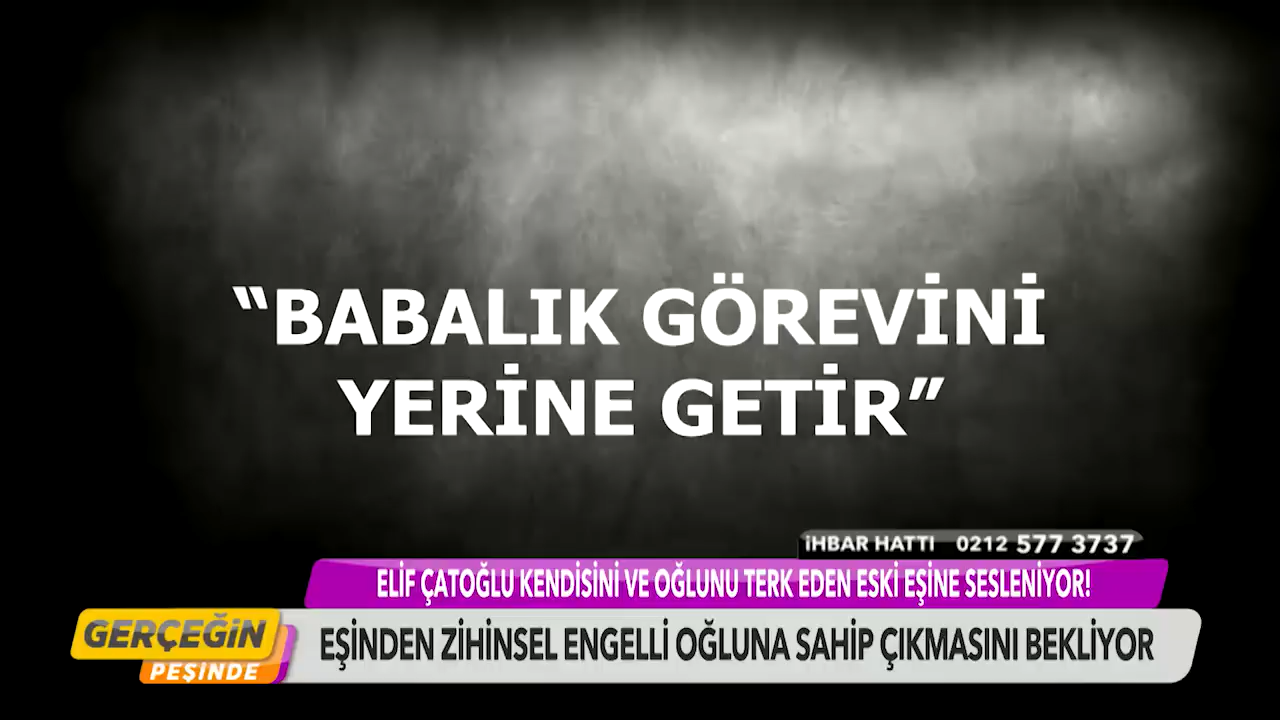 “BABALIK GÖREVİNİ
YERİNE GETİR”
İHBAR HATTI 0212 577 3737
ELİF ÇATOĞLU KENDİSİNİ VE OĞLUNU TERK EDEN ESKİ EŞİNE SESLENİYOR!
GERÇEĞİN
PEŞİNDE
EŞİNDEN ZİHİNSEL ENGELLİ OĞLUNA SAHİP ÇIKMASINI BEKLİYOR